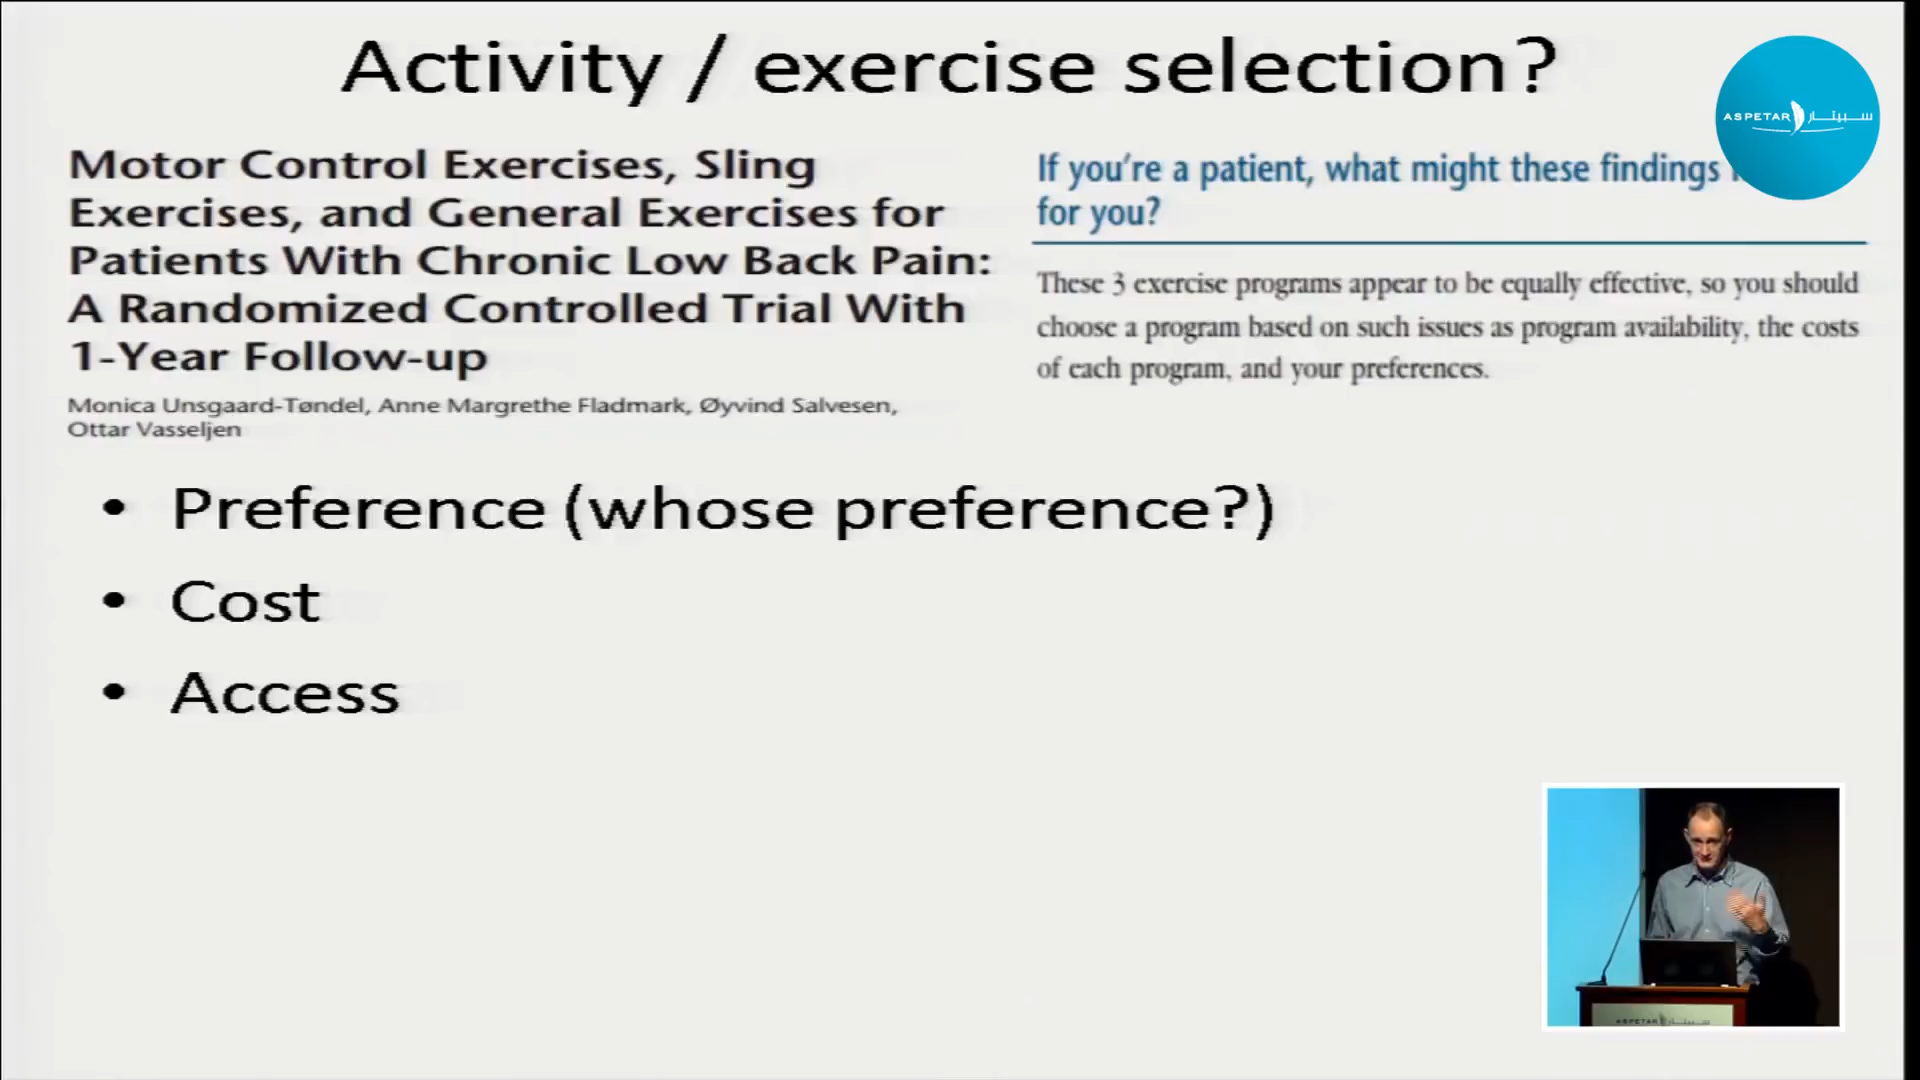 Activity / exercise selection?
ASPETAR سبيتار
Motor Control Exercises, Sling
Exercises, and General Exercises for
Patients With Chronic Low Back Pain:
A Randomized Controlled Trial With
1-Year Follow-up
Monica Unsgaard-Tøndel, Anne Margrethe Fladmark, Øyvind Salvesen,
Ottar Vasseljen
If you're a patient, what might these findings
for you?
These 3 exercise programs appear to be equally effective, so you should
choose a program based on such issues as program availability, the costs
of each program, and your preferences.
• Preference (whose preference?)
• Cost
• Access
ASPETAR سبيتار